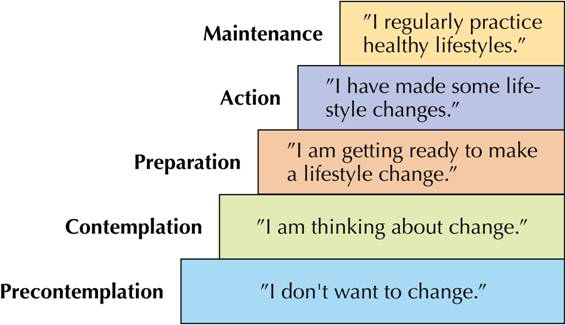 Maintenance
”I regularly practice
healthy lifestyles.”
Action
”I have made some life-
style changes.”
Preparation
”I am getting ready to make
a lifestyle change.”
Contemplation
”I am thinking about change.”
Precontemplation
”I don't want to change.”